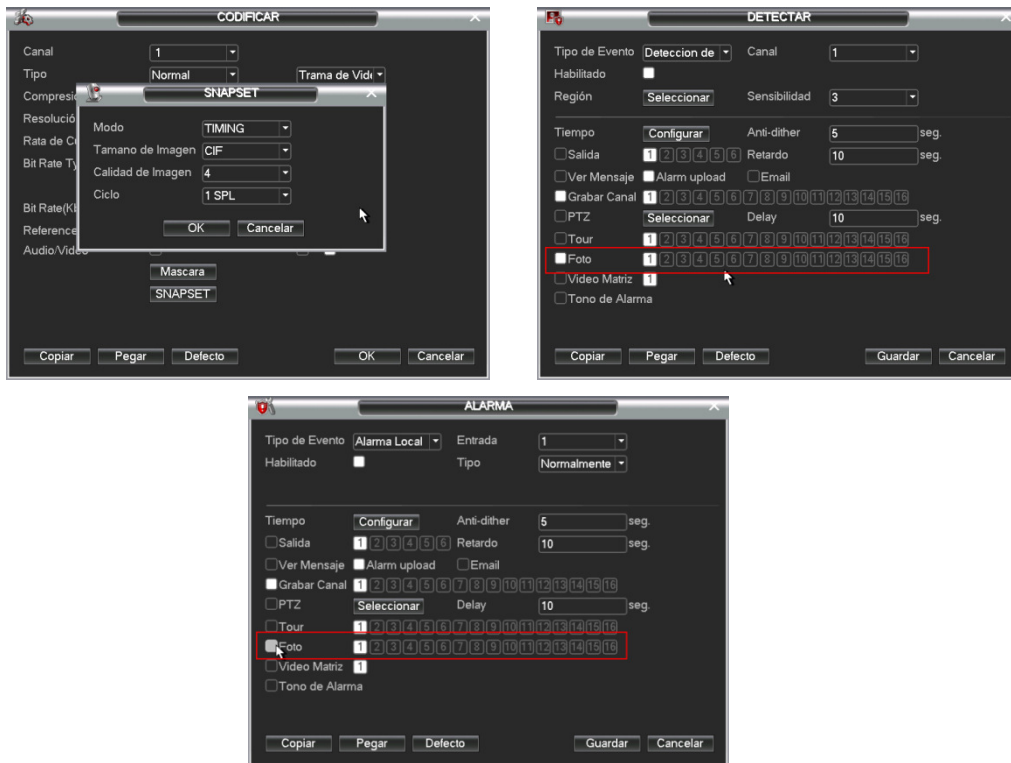 CODIFICAR
Canal 1
Tipo Normal Trama de Vide
SNAPSET
Compresió
Resolució
Modo TIMING
Rata de C
Tamano de Imagen CIF
Bit Rate Ty
Calidad de Imagen 4
Ciclo 1 SPL
Bit Rate(K
Reference
OK Cancelar
Audio/Video
Mascara
SNAPSET
Copiar Pegar Defecto OK Cancelar
DETECTAR
Tipo de Evento Deteccion de Canal 1
Habilitado
Región Seleccionar Sensibilidad 3
Tiempo Configurar Anti-dither 5 seg.
Salida 1 2 3 4 5 6 Retardo 10 seg.
Ver Mensaje Alarm upload Email
Grabar Canal 1 2 3 4 5 6 7 8 9 10 11 12 13 14 15 16
PTZ Seleccionar Delay 10 seg.
Tour 1 2 3 4 5 6 7 8 9 10 11 12 13 14 15 16
Foto 1 2 3 4 5 6 7 8 9 10 11 12 13 14 15 16
Video Matriz 1
Tono de Alarma
Copiar Pegar Defecto Guardar Cancelar
ALARMA
Tipo de Evento Alarma Local Entrada 1
Habilitado Tipo Normalmente
Tiempo Configurar Anti-dither 5 seg.
Salida 1 2 3 4 5 6 Retardo 10 seg.
Ver Mensaje Alarm upload Email
Grabar Canal 1 2 3 4 5 6 7 8 9 10 11 12 13 14 15 16
PTZ Seleccionar Delay 10 seg.
Tour 1 2 3 4 5 6 7 8 9 10 11 12 13 14 15 16
Foto 1 2 3 4 5 6 7 8 9 10 11 12 13 14 15 16
Video Matriz 1
Tono de Alarma
Copiar Pegar Defecto Guardar Cancelar